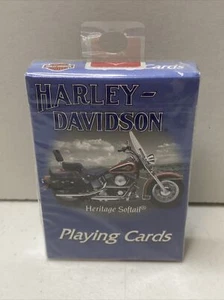 Cards
HARLEY-
DAVIDSON
Heritage Softail®
Playing Cards